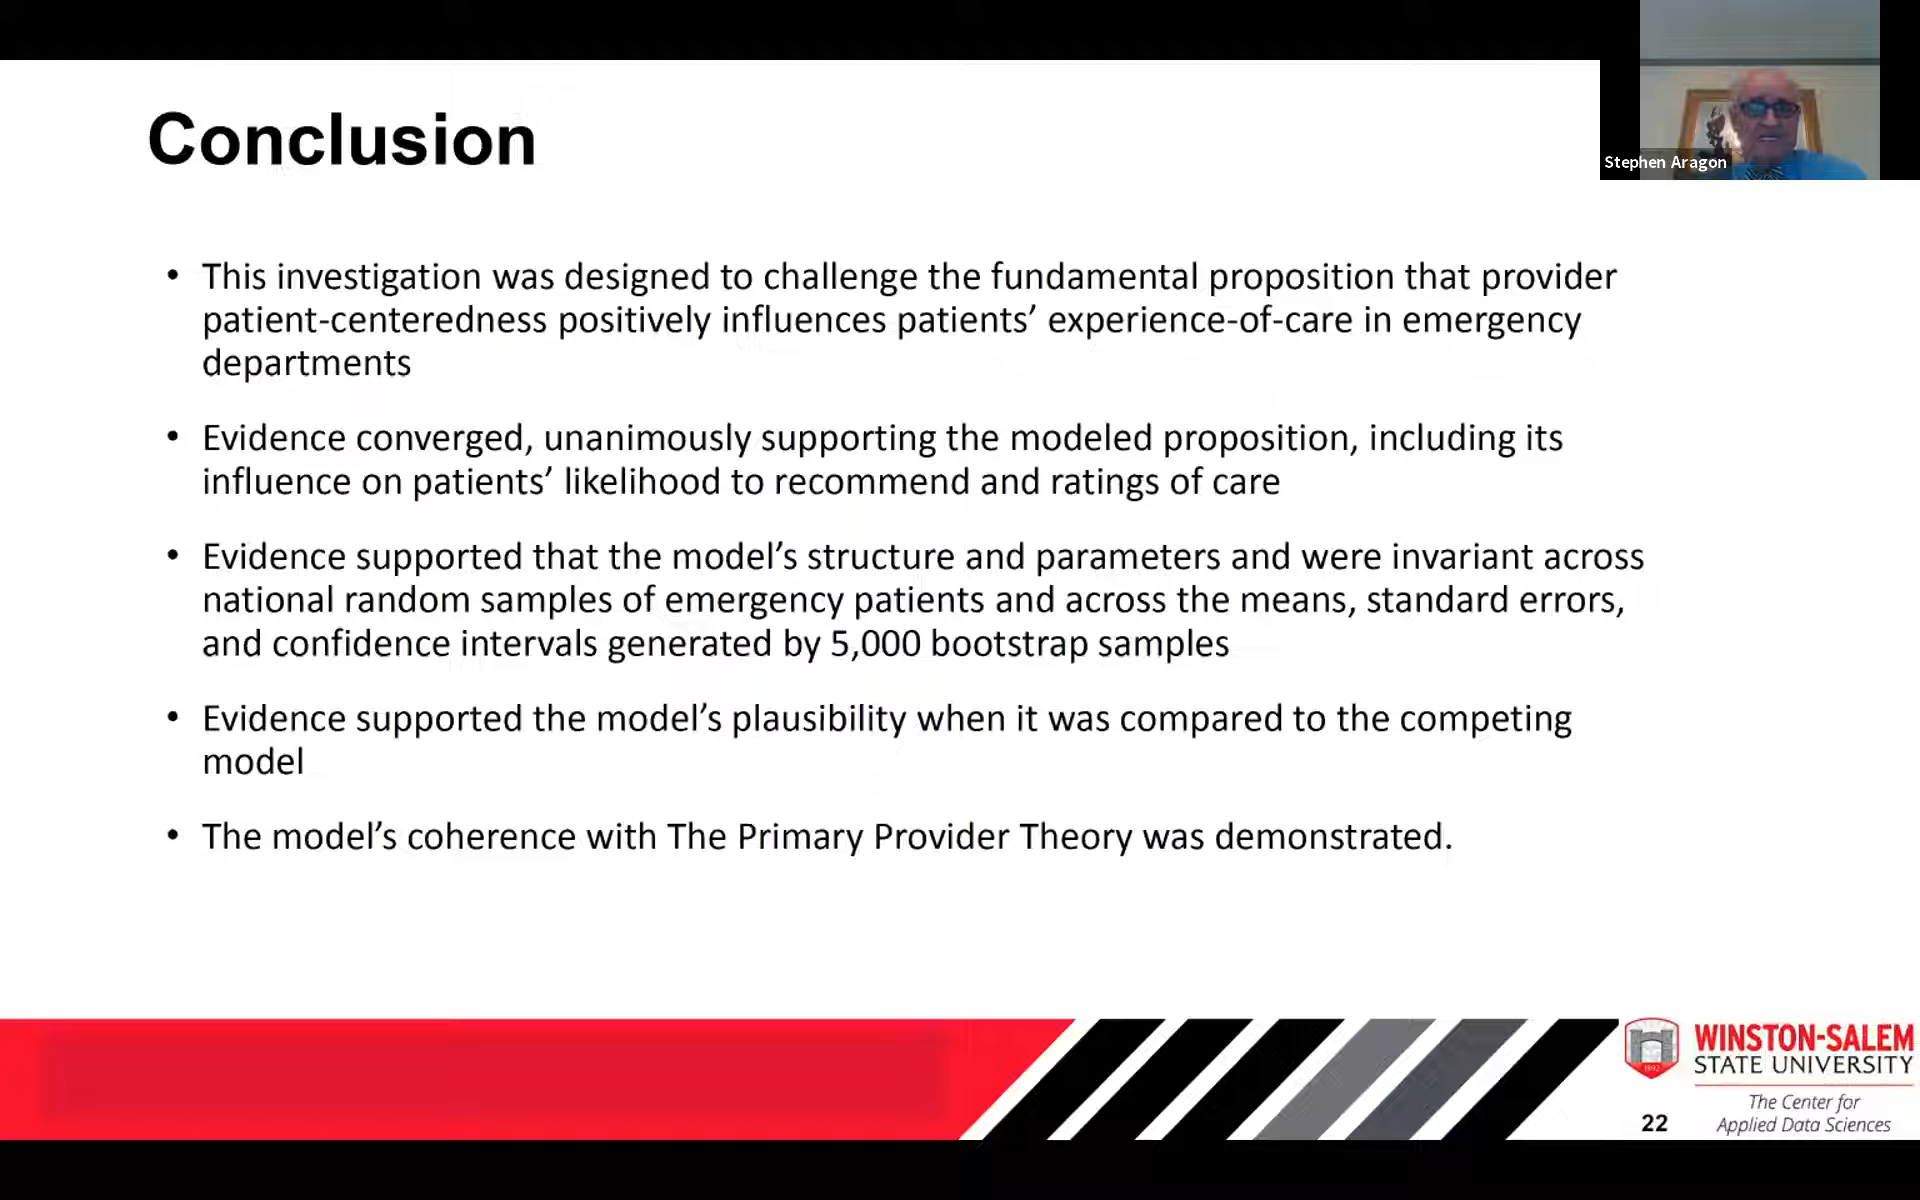 Conclusion
Stephen Aragon
• This investigation was designed to challenge the fundamental proposition that provider
patient-centeredness positively influences patients’ experience-of-care in emergency
departments
• Evidence converged, unanimously supporting the modeled proposition, including its
influence on patients’ likelihood to recommend and ratings of care
• Evidence supported that the model’s structure and parameters and were invariant across
national random samples of emergency patients and across the means, standard errors,
and confidence intervals generated by 5,000 bootstrap samples
• Evidence supported the model’s plausibility when it was compared to the competing
model
• The model’s coherence with The Primary Provider Theory was demonstrated.
WINSTON-SALEM
STATE UNIVERSITY
1892
The Center for
Applied Data Sciences
22